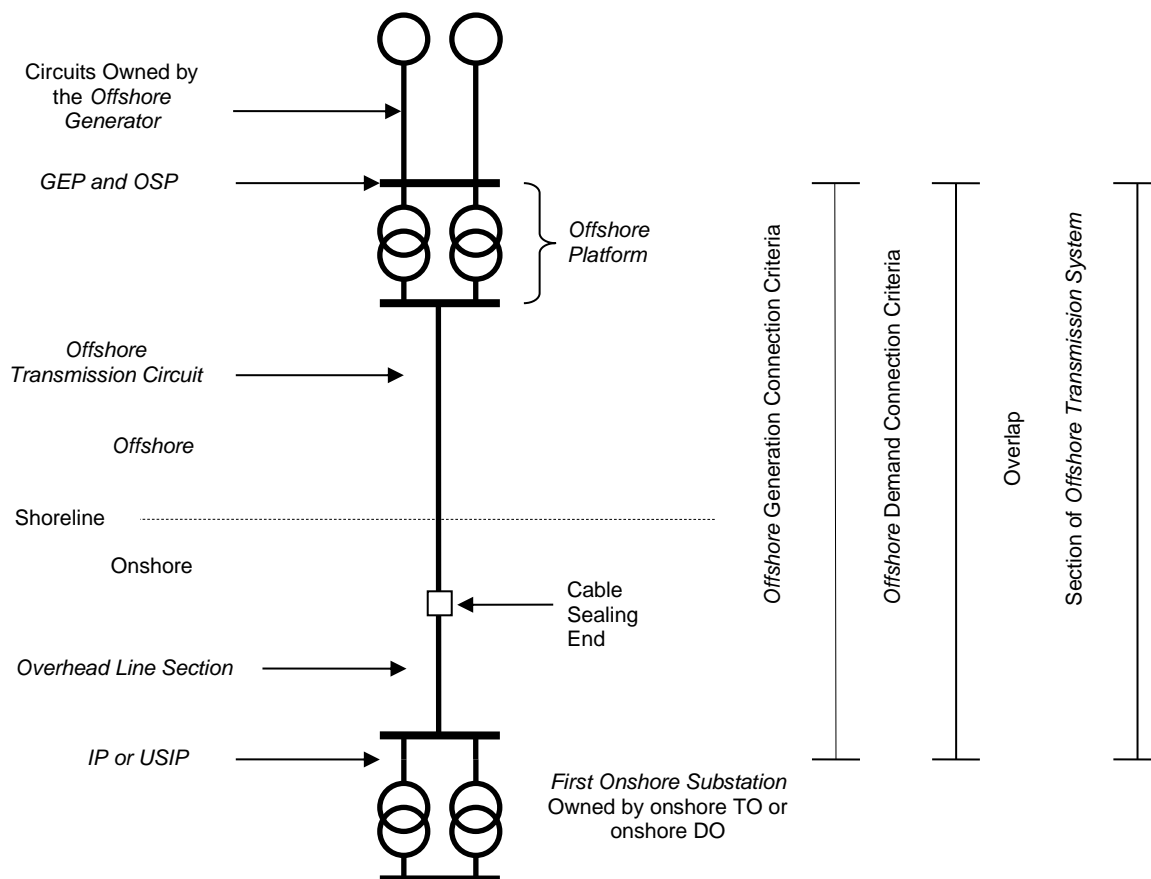 Circuits Owned by
the Offshore
Generator
GEP and OSP
Offshore
Platform
Offshore
Transmission Circuit
Offshore
Shoreline
Onshore
Cable
Sealing
End
Overhead Line Section
IP or USIP
First Onshore Substation
Owned by onshore TO or
onshore DO
Offshore Generation Connection Criteria
Offshore Demand Connection Criteria
Overlap
Section of Offshore Transmission System